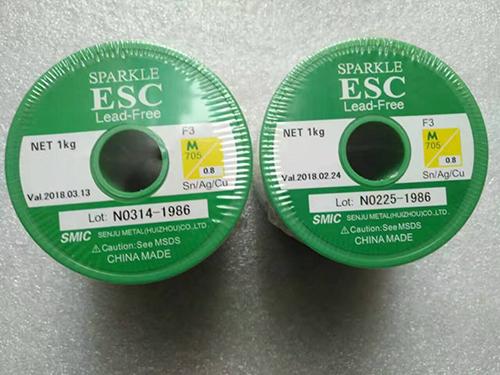 SPARKLE
ESC
Lead-Free
NET 1kg
F3
M
705
0.8
Val.2018.03.13
Sn/Ag/Cu
Lot: N0314-1986
SMIC SENJU METAL(HUIZHOU)CO.,LTD
⚠Caution:See MSDS
CHINA MADE
SPARKLE
ESC
Lead-Free
NET 1kg
F3
M
705
0.8
Val.2018.02.24
Sn/Ag/Cu
Lot: N0225-1986
SMIC SENJU METAL(HUIZHOU)CO.,LTD
⚠Caution:See MSDS
CHINA MADE